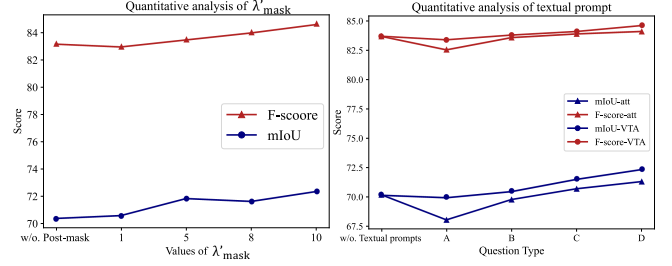 Quantitative analysis of λ′mask
84
82
80
78
76
74
72
70
Score
F-scoore
mIoU
w/o. Post-mask 1 5 8 10
Values of λ′mask
Quantitative analysis of textual prompt
85.0
82.5
80.0
77.5
75.0
72.5
70.0
67.5
Score
mIoU-att
F-score-att
mIoU-VTA
F-score-VTA
w/o. Textual prompts A B C D
Question Type